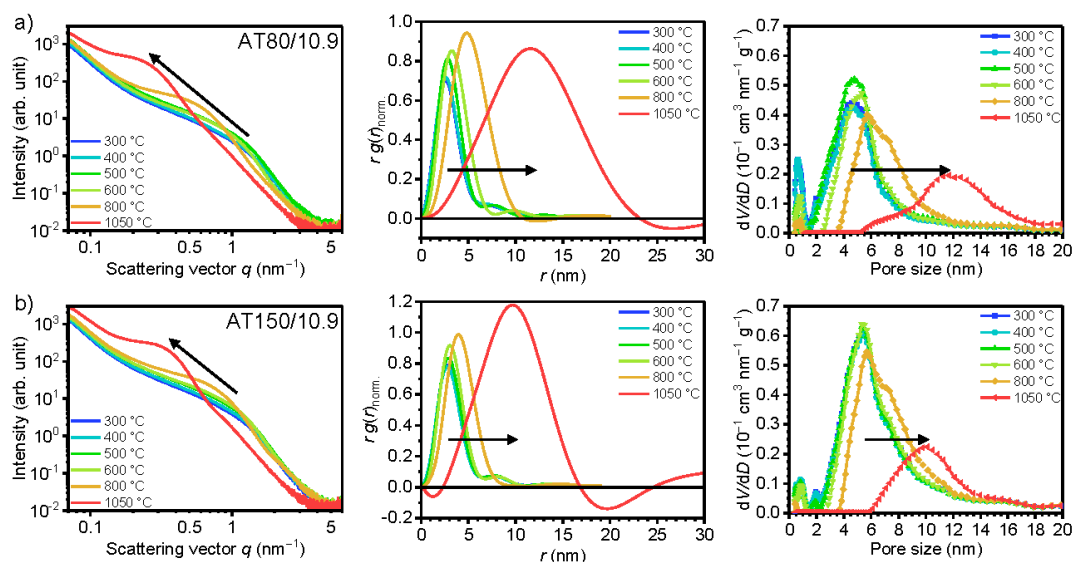 a)
AT80/10.9
Intensity (arb. unit)
10³
10²
10¹
10⁰
10⁻¹
10⁻²
300 °C
400 °C
500 °C
600 °C
800 °C
1050 °C
0.1 0.5 1 5
Scattering vector q (nm⁻¹)
r g(r)norm.
1.0
0.8
0.6
0.4
0.2
0.0
300 °C
400 °C
500 °C
600 °C
800 °C
1050 °C
0 5 10 15 20 25 30
r (nm)
dV/dD (10⁻¹ cm³ nm⁻¹ g⁻¹)
0.7
0.6
0.5
0.4
0.3
0.2
0.1
0.0
300 °C
400 °C
500 °C
600 °C
800 °C
1050 °C
0 2 4 6 8 10 12 14 16 18 20
Pore size (nm)
b)
AT150/10.9
Intensity (arb. unit)
10³
10²
10¹
10⁰
10⁻¹
10⁻²
300 °C
400 °C
500 °C
600 °C
800 °C
1050 °C
0.1 0.5 1 5
Scattering vector q (nm⁻¹)
r g(r)norm.
1.2
1.0
0.8
0.6
0.4
0.2
0.0
-0.2
300 °C
400 °C
500 °C
600 °C
800 °C
1050 °C
0 5 10 15 20 25 30
r (nm)
dV/dD (10⁻¹ cm³ nm⁻¹ g⁻¹)
0.7
0.6
0.5
0.4
0.3
0.2
0.1
0.0
300 °C
400 °C
500 °C
600 °C
800 °C
1050 °C
0 2 4 6 8 10 12 14 16 18 20
Pore size (nm)